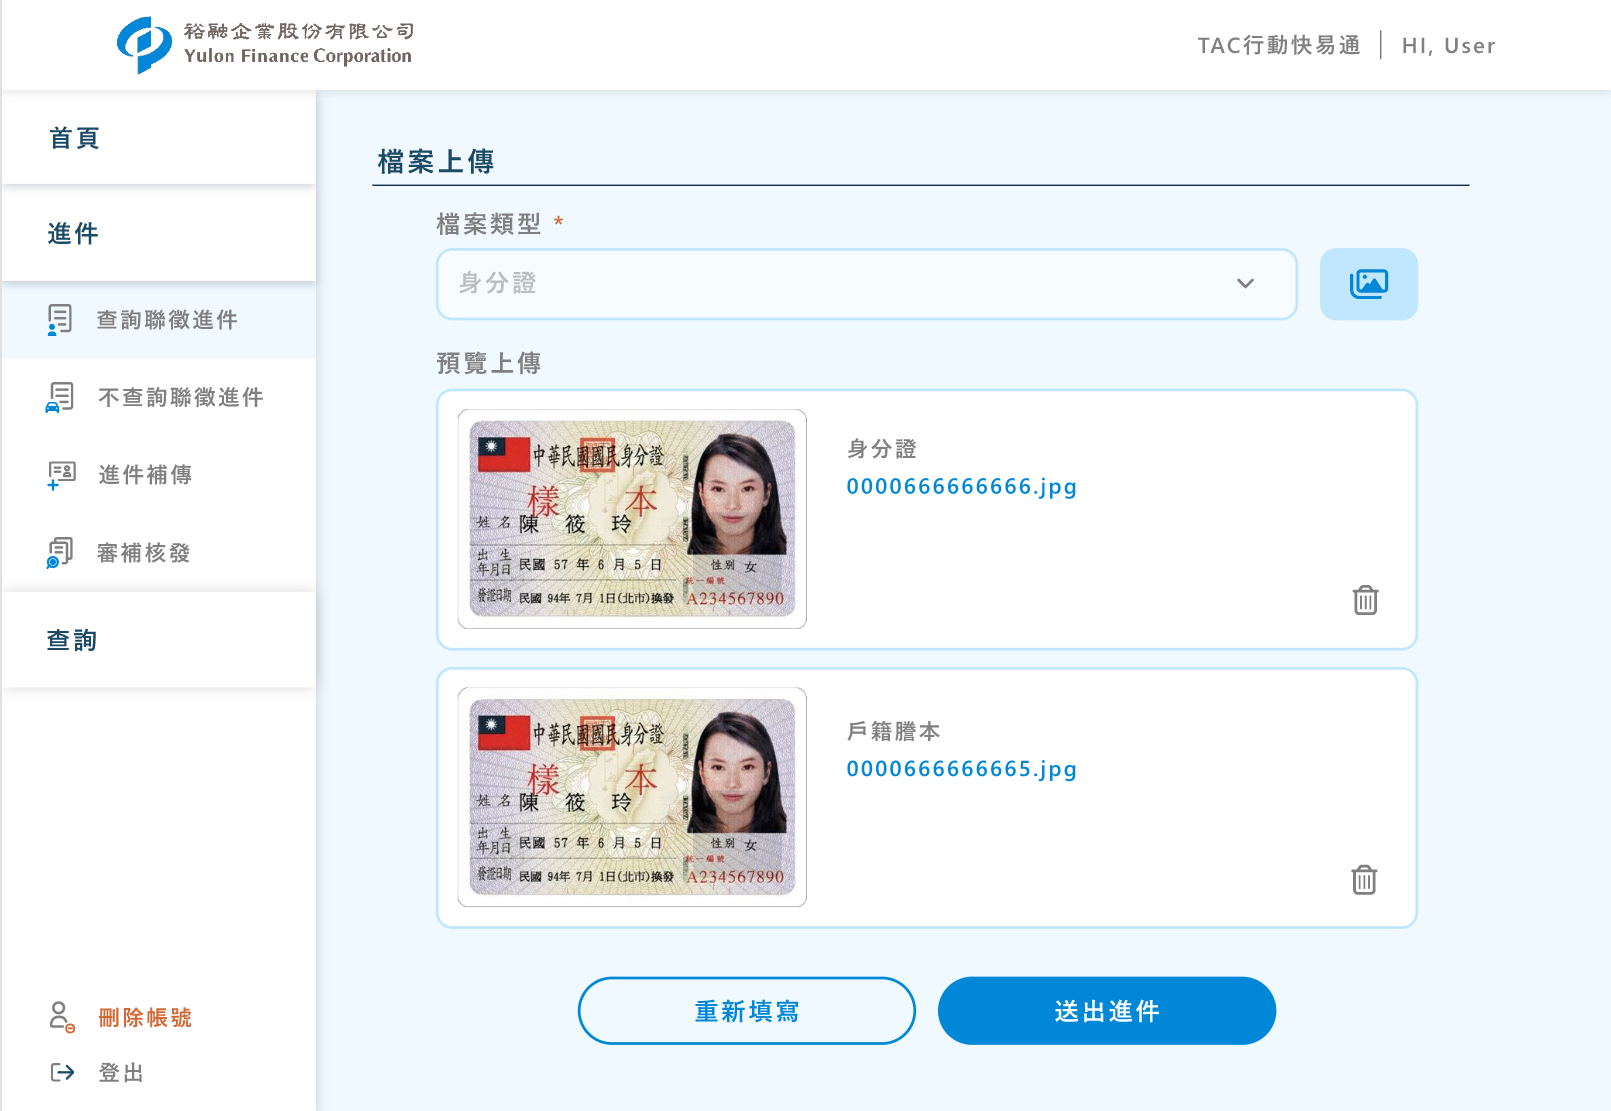 裕融企業股份有限公司
Yulon Finance Corporation
TAC行動快易通
HI, User
首頁
進件
查詢聯徵進件
不查詢聯徵進件
進件補傳
審補核發
查詢
刪除帳號
登出
檔案上傳
檔案類型 *
身分證
預覽上傳
中華民國國民身分證
樣 本
姓名 陳 筱 玲
出生年月日 民國 57 年 6 月 5 日
性別 女
統一編號
發證日期 民國 94年 7月 1日(北市)換發
A234567890
身分證
0000666666666.jpg
中華民國國民身分證
樣 本
姓名 陳 筱 玲
出生年月日 民國 57 年 6 月 5 日
性別 女
統一編號
發證日期 民國 94年 7月 1日(北市)換發
A234567890
戶籍謄本
0000666666665.jpg
重新填寫
送出進件